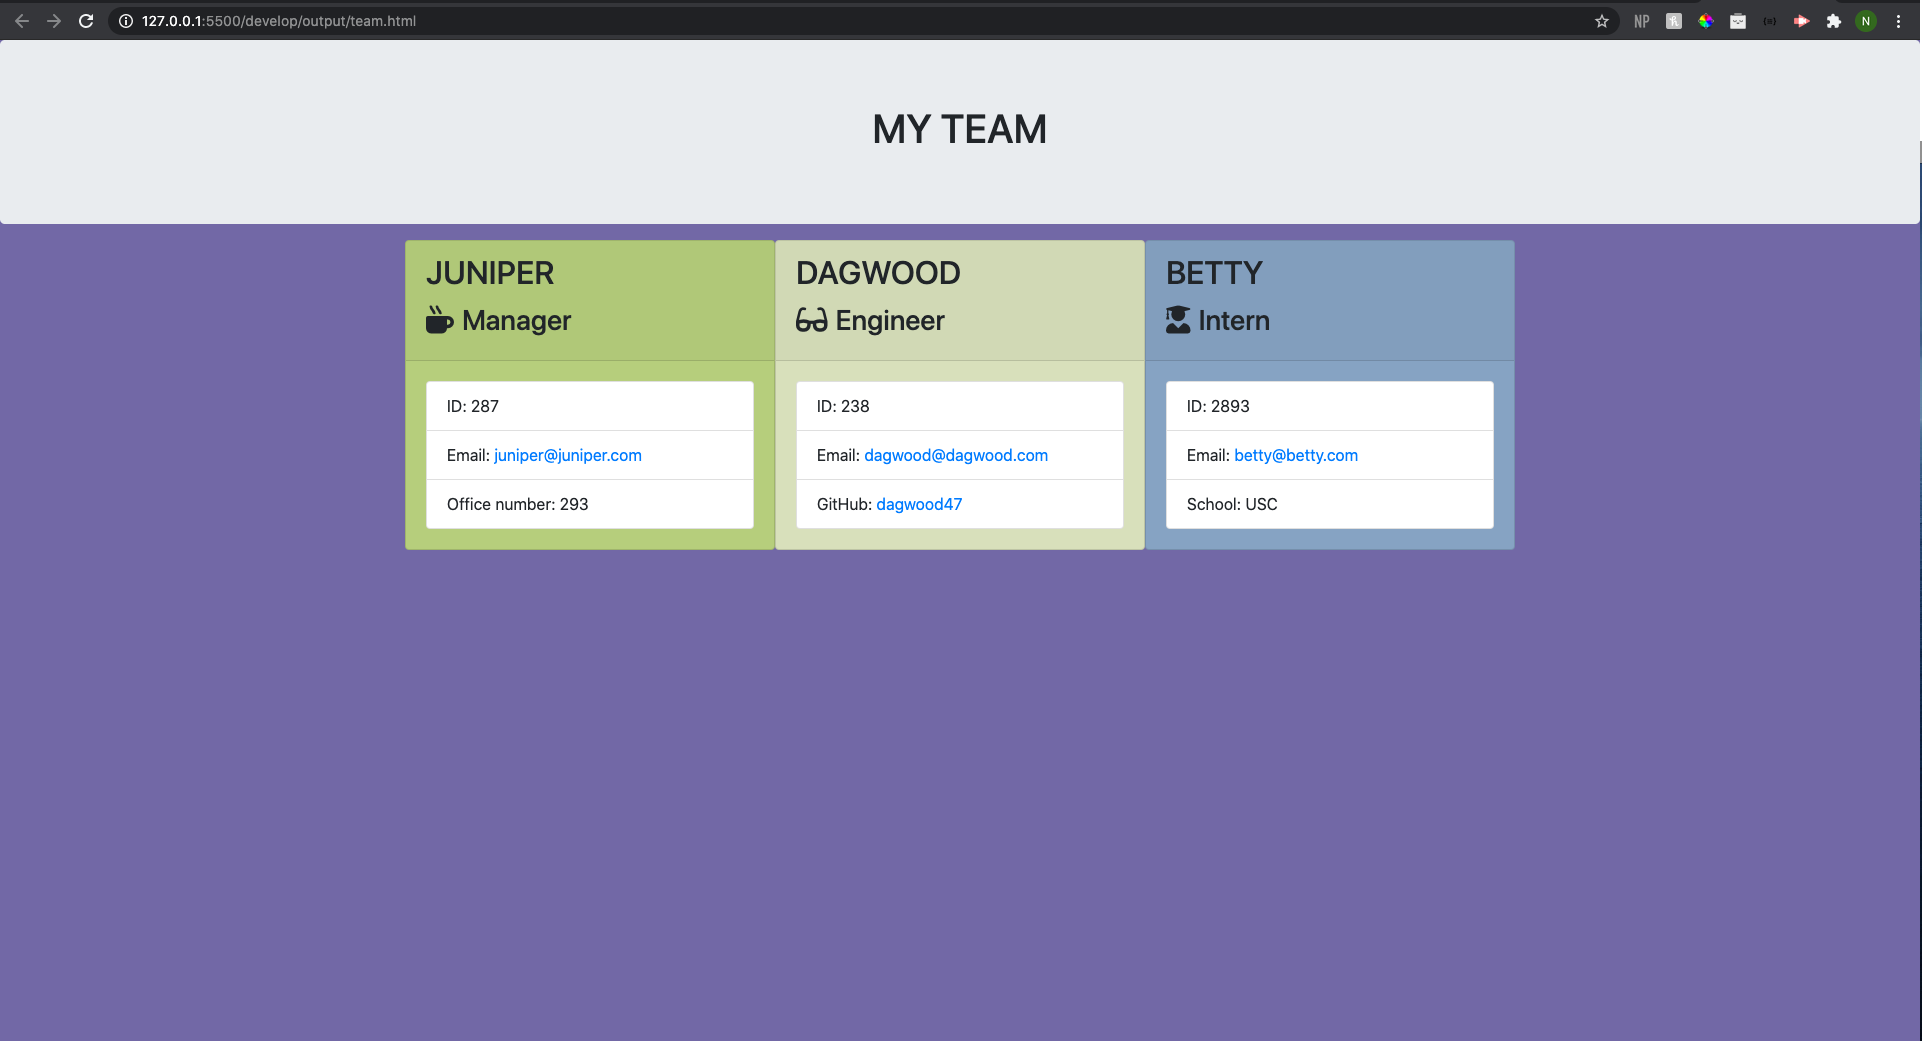 127.0.0.1:5500/develop/output/team.html
NP
N
MY TEAM
JUNIPER
Manager
ID: 287
Email: juniper@juniper.com
Office number: 293
DAGWOOD
Engineer
ID: 238
Email: dagwood@dagwood.com
GitHub: dagwood47
BETTY
Intern
ID: 2893
Email: betty@betty.com
School: USC